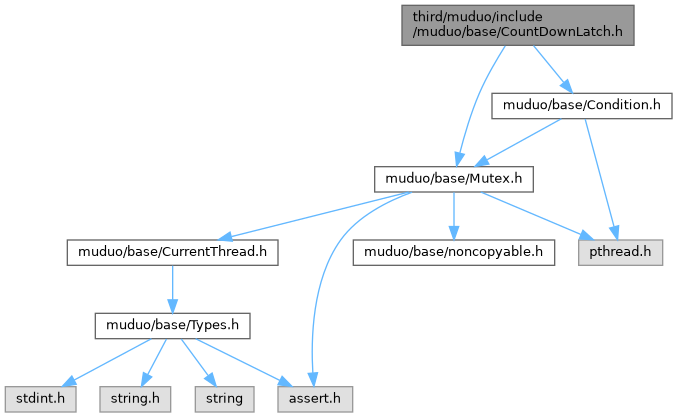 third/muduo/include
/muduo/base/CountDownLatch.h
muduo/base/Condition.h
muduo/base/Mutex.h
muduo/base/CurrentThread.h
muduo/base/noncopyable.h
pthread.h
muduo/base/Types.h
stdint.h
string.h
string
assert.h